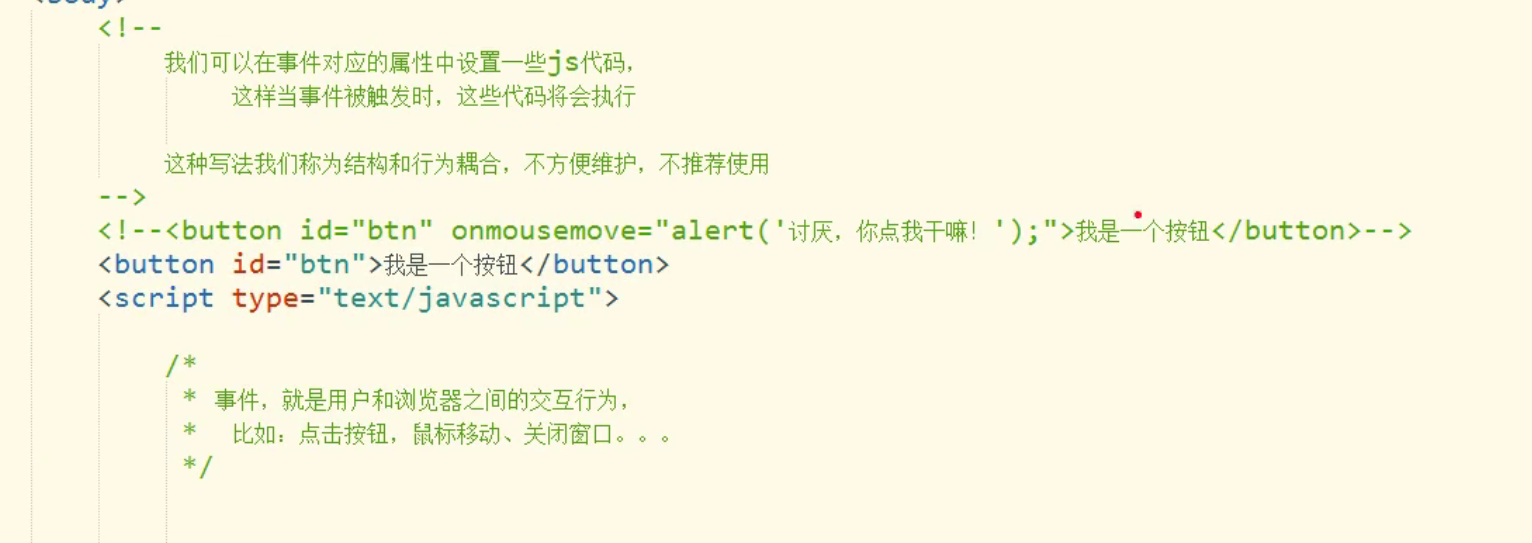 <body>
<!--
我们可以在事件对应的属性中设置一些js代码，
这样当事件被触发时，这些代码将会执行
这种写法我们称为结构和行为耦合，不方便维护，不推荐使用
-->
<!--<button id="btn" onmousemove="alert('讨厌，你点我干嘛！');">我是一个按钮</button>-->
<button id="btn">我是一个按钮</button>
<script type="text/javascript">
/*
* 事件，就是用户和浏览器之间的交互行为，
* 比如：点击按钮，鼠标移动、关闭窗口。。。
*/